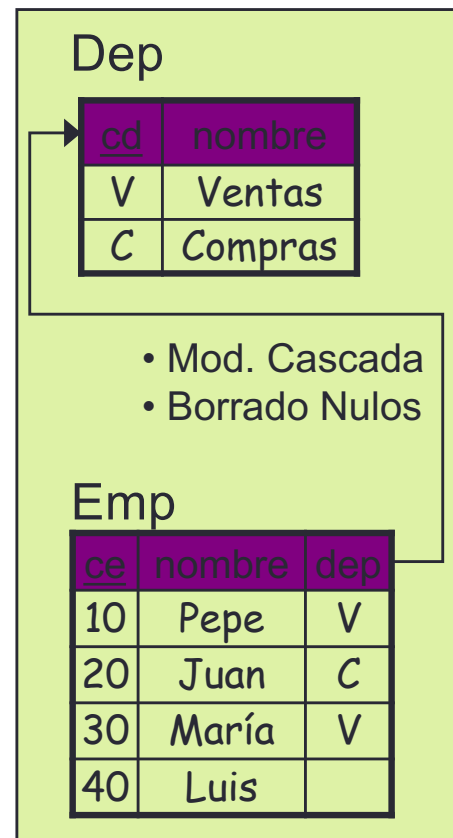 Dep
cd nombre
V Ventas
C Compras
• Mod. Cascada
• Borrado Nulos
Emp
ce nombre dep
10 Pepe V
20 Juan C
30 María V
40 Luis